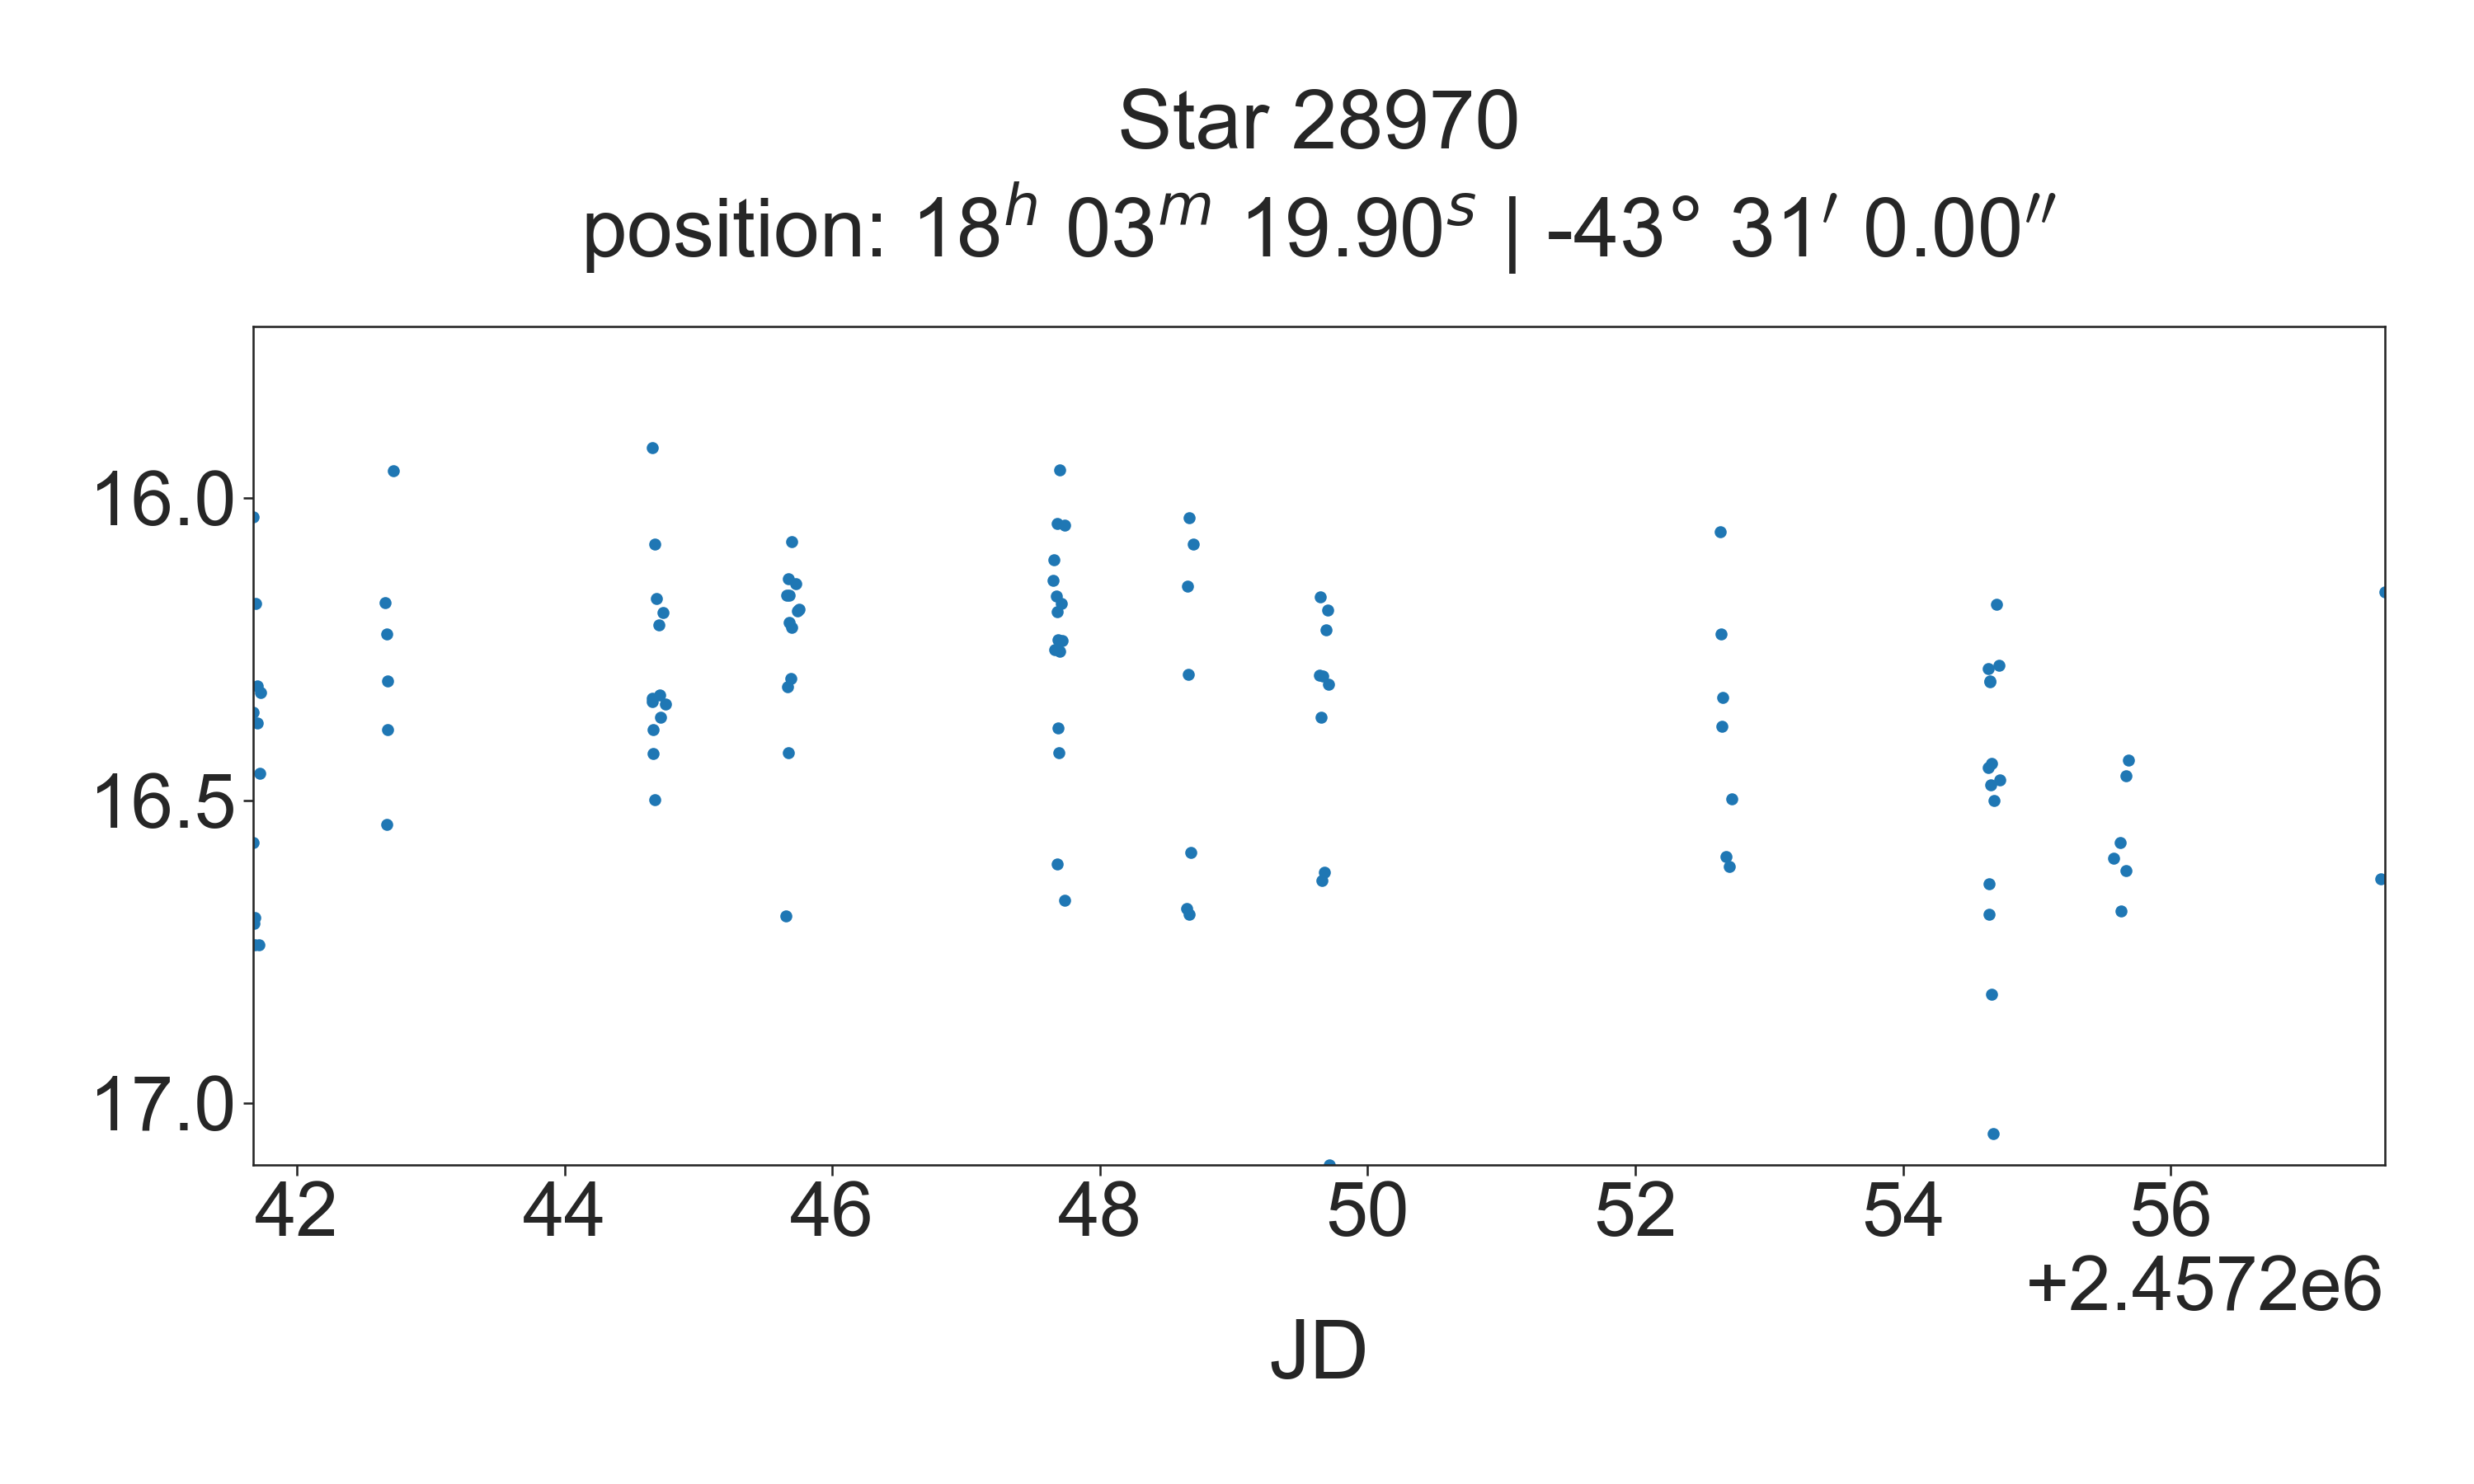 Star 28970
position: 18ʰ 03ᵐ 19.90ˢ | -43° 31′ 0.00″
16.0
16.5
17.0
42 44 46 48 50 52 54 56
+2.4572e6
JD